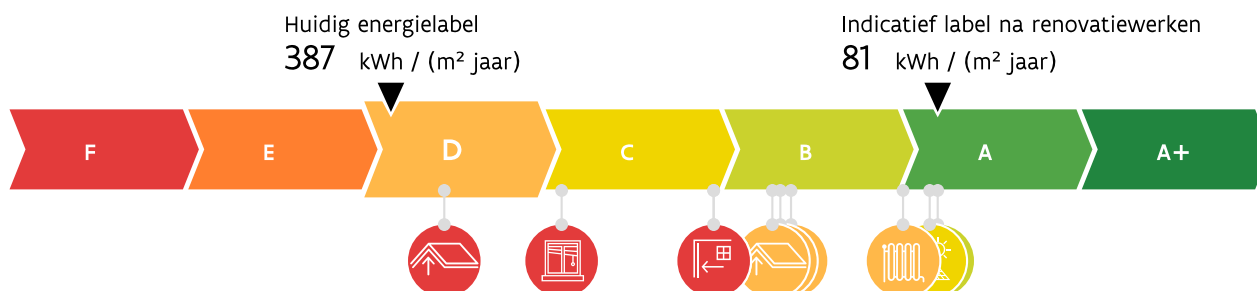 Huidig energielabel
387 kWh / (m² jaar)
Indicatief label na renovatiewerken
81 kWh / (m² jaar)
F E D C B A A+